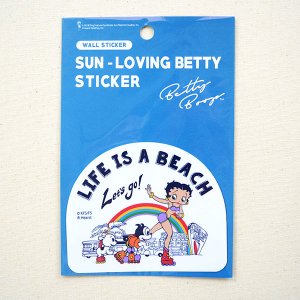 WALL STICKER
SUN-LOVING BETTY
STICKER
Betty Boop
LIFE IS A BEACH
Let's go!